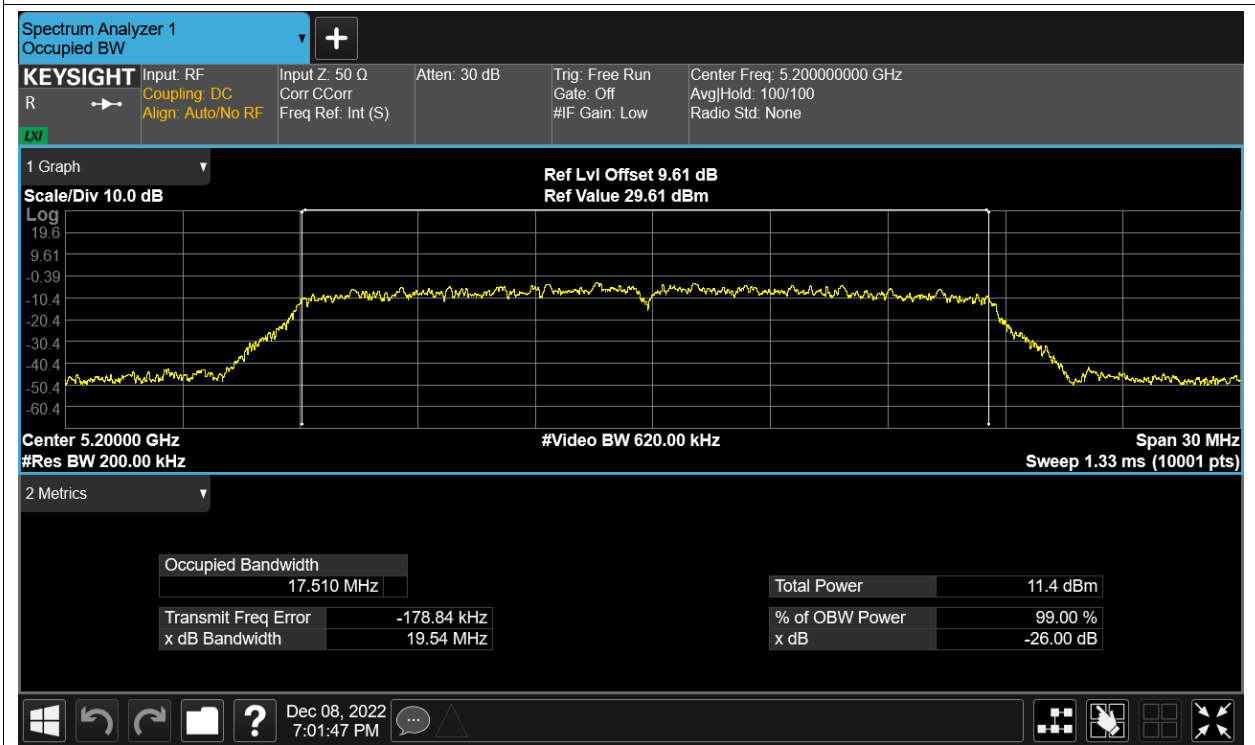 Spectrum Analyzer 1
Occupied BW
KEYSIGHT
R
LXI
Input: RF
Coupling: DC
Align: Auto/No RF
Input Z: 50 Ω
Corr CCorr
Freq Ref: Int (S)
Atten: 30 dB
Trig: Free Run
Gate: Off
#IF Gain: Low
Center Freq: 5.200000000 GHz
Avg|Hold: 100/100
Radio Std: None
1 Graph
Scale/Div 10.0 dB
Ref Lvl Offset 9.61 dB
Ref Value 29.61 dBm
Log
19.6
9.61
-0.39
-10.4
-20.4
-30.4
-40.4
-50.4
-60.4
Center 5.20000 GHz
#Video BW 620.00 kHz
Span 30 MHz
#Res BW 200.00 kHz
Sweep 1.33 ms (10001 pts)
2 Metrics
Occupied Bandwidth
17.510 MHz
Transmit Freq Error -178.84 kHz
x dB Bandwidth 19.54 MHz
Total Power 11.4 dBm
% of OBW Power 99.00 %
x dB -26.00 dB
?
Dec 08, 2022
7:01:47 PM